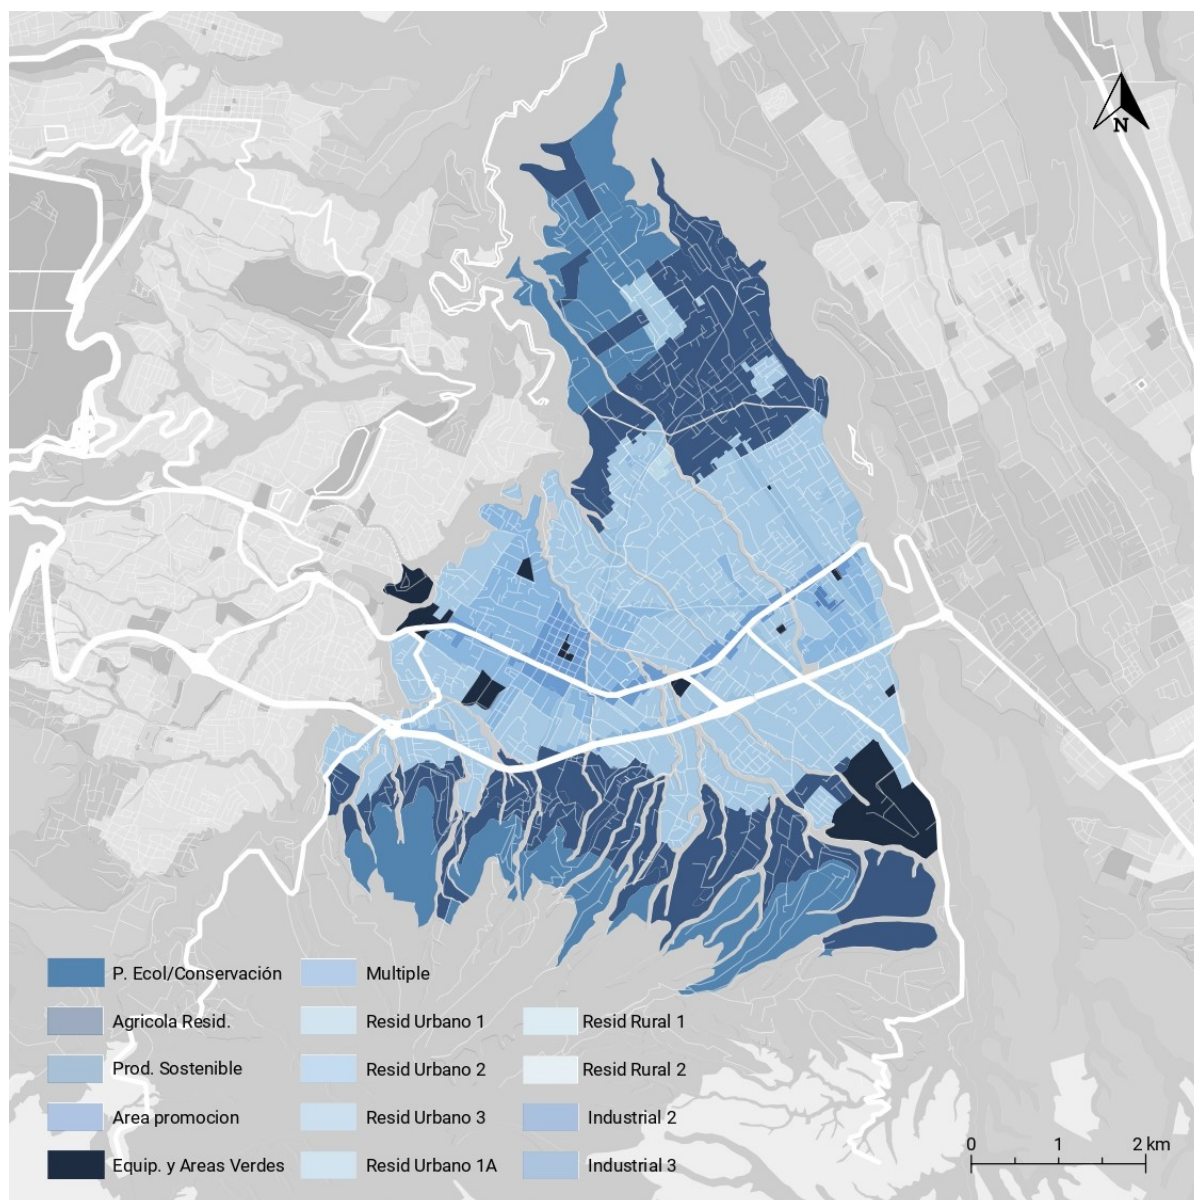 N
P. Ecol/Conservación
Multiple
Agricola Resid.
Resid Urbano 1
Resid Rural 1
Prod. Sostenible
Resid Urbano 2
Resid Rural 2
Area promocion
Resid Urbano 3
Industrial 2
Equip. y Areas Verdes
Resid Urbano 1A
Industrial 3
0 1 2 km